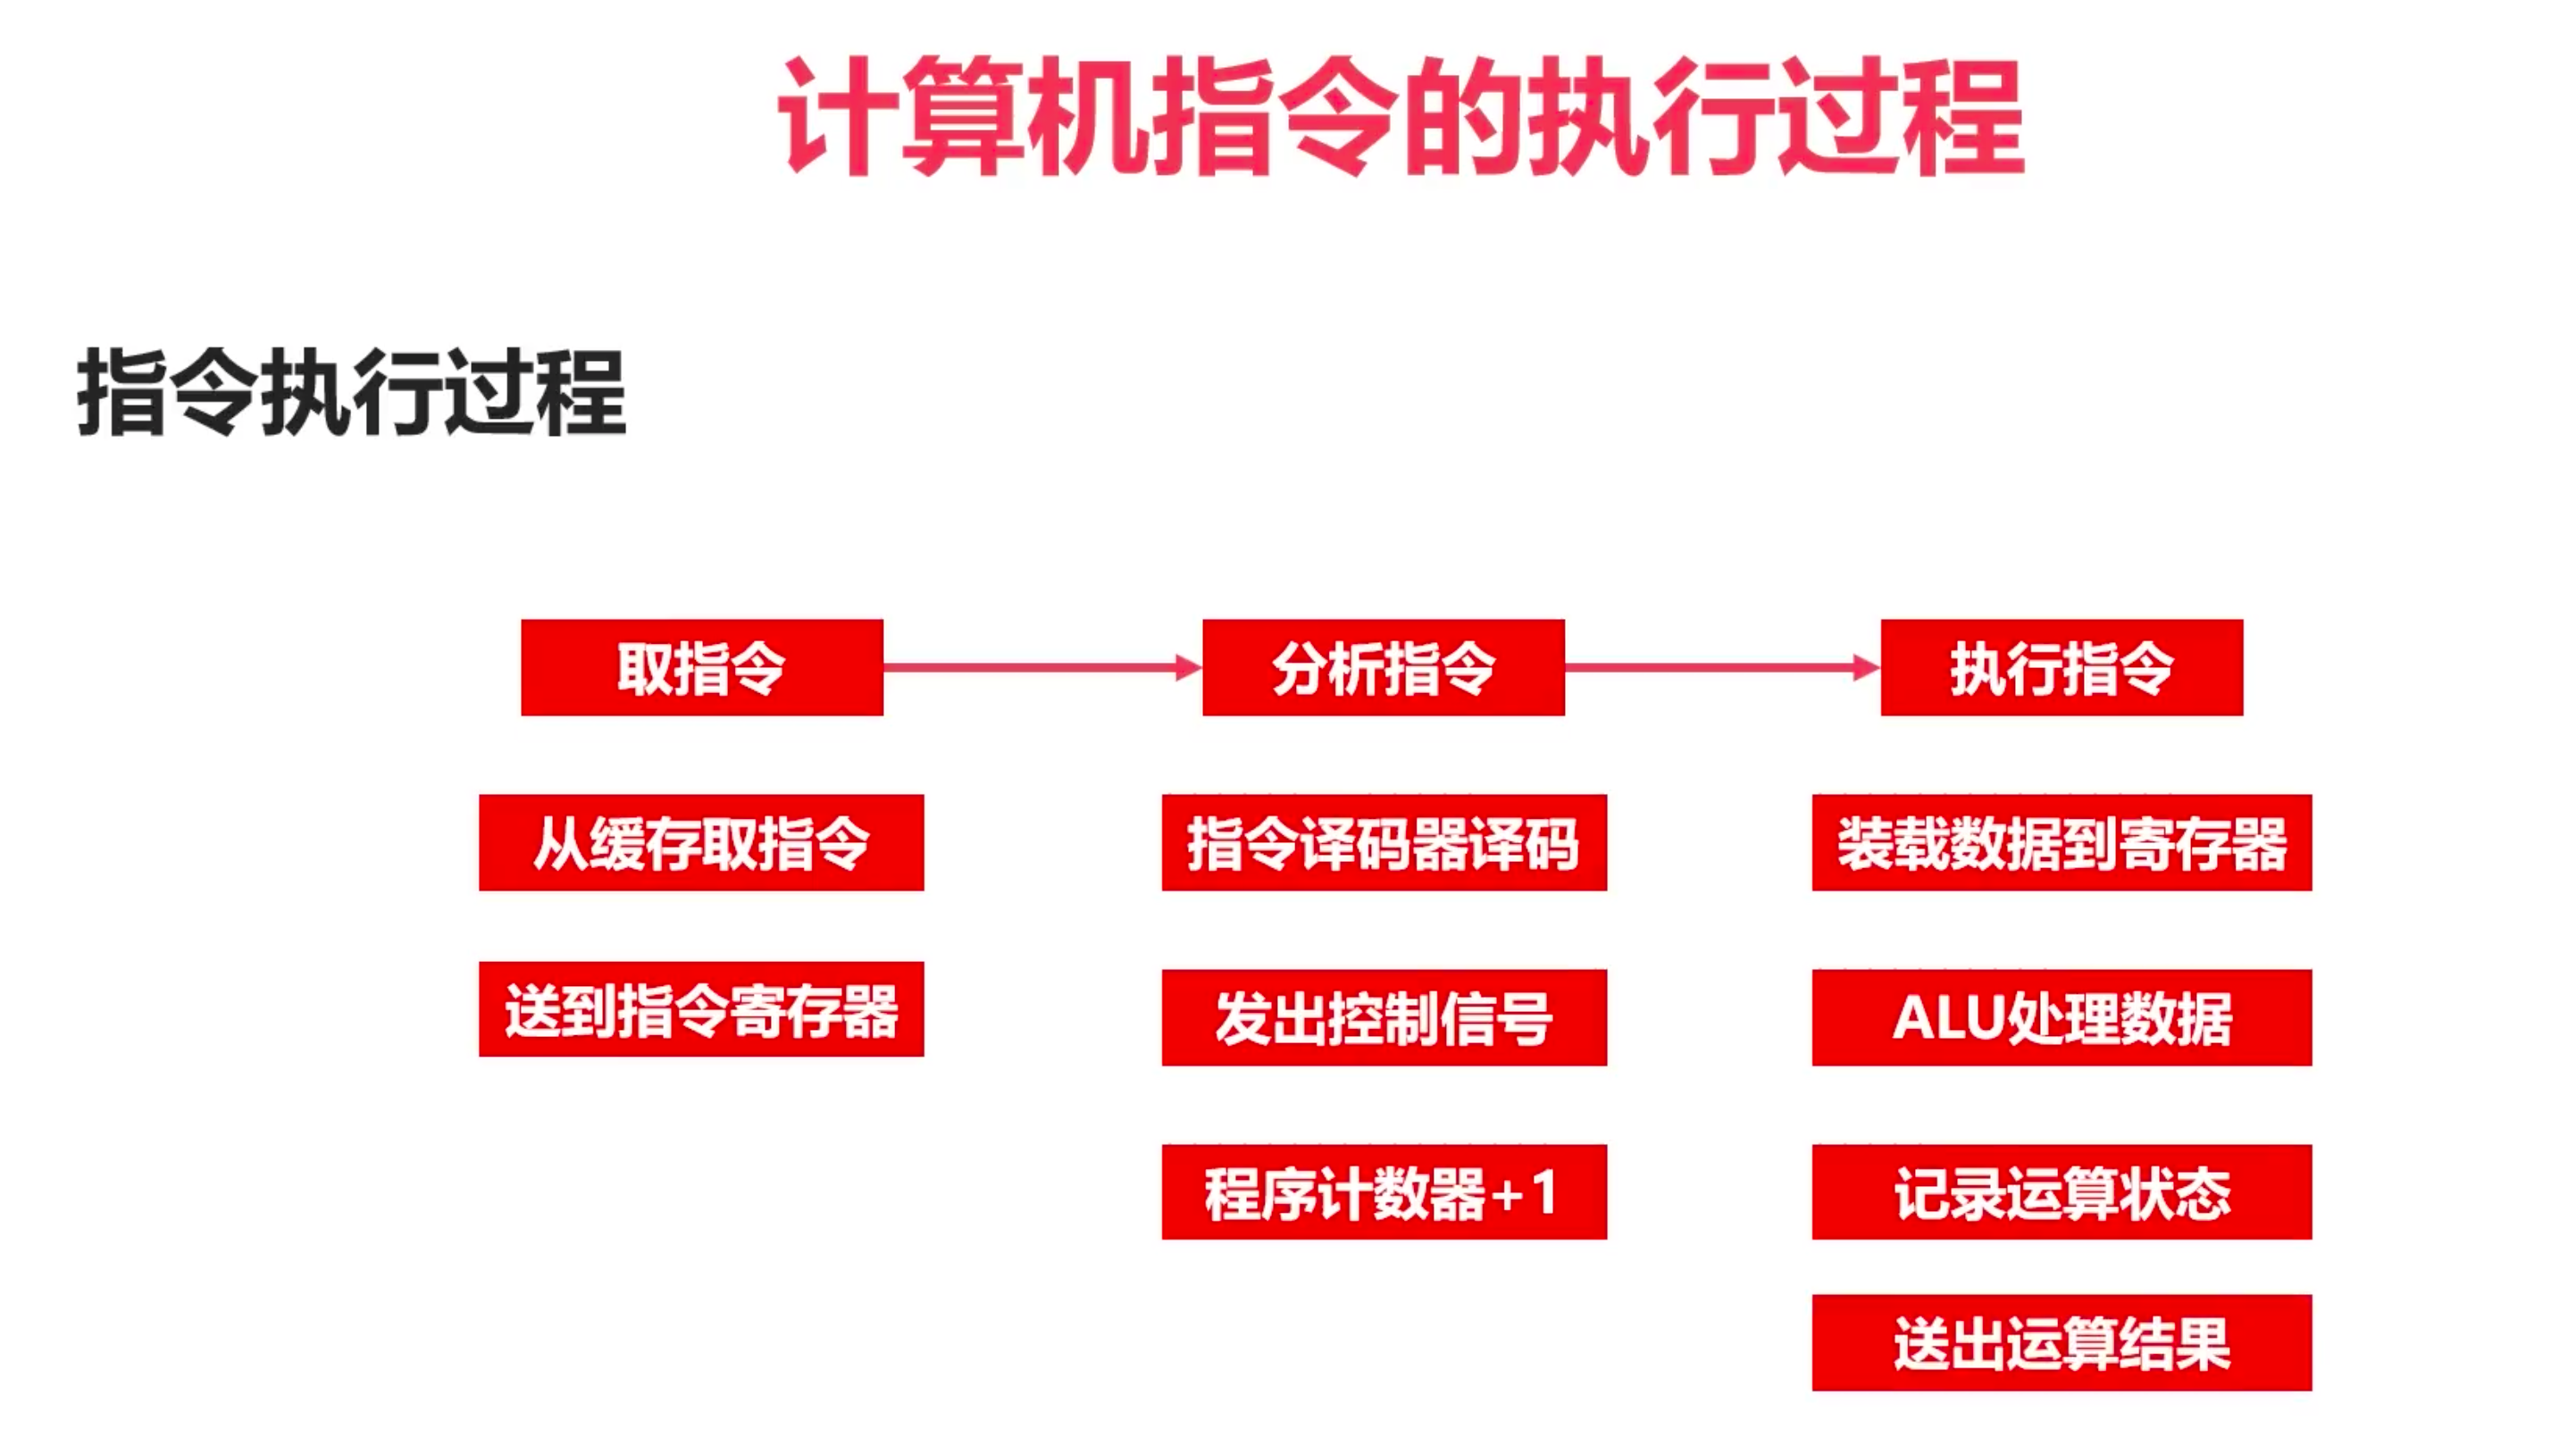 计算机指令的执行过程
指令执行过程
取指令
分析指令
执行指令
从缓存取指令
指令译码器译码
装载数据到寄存器
送到指令寄存器
发出控制信号
ALU处理数据
程序计数器+1
记录运算状态
送出运算结果